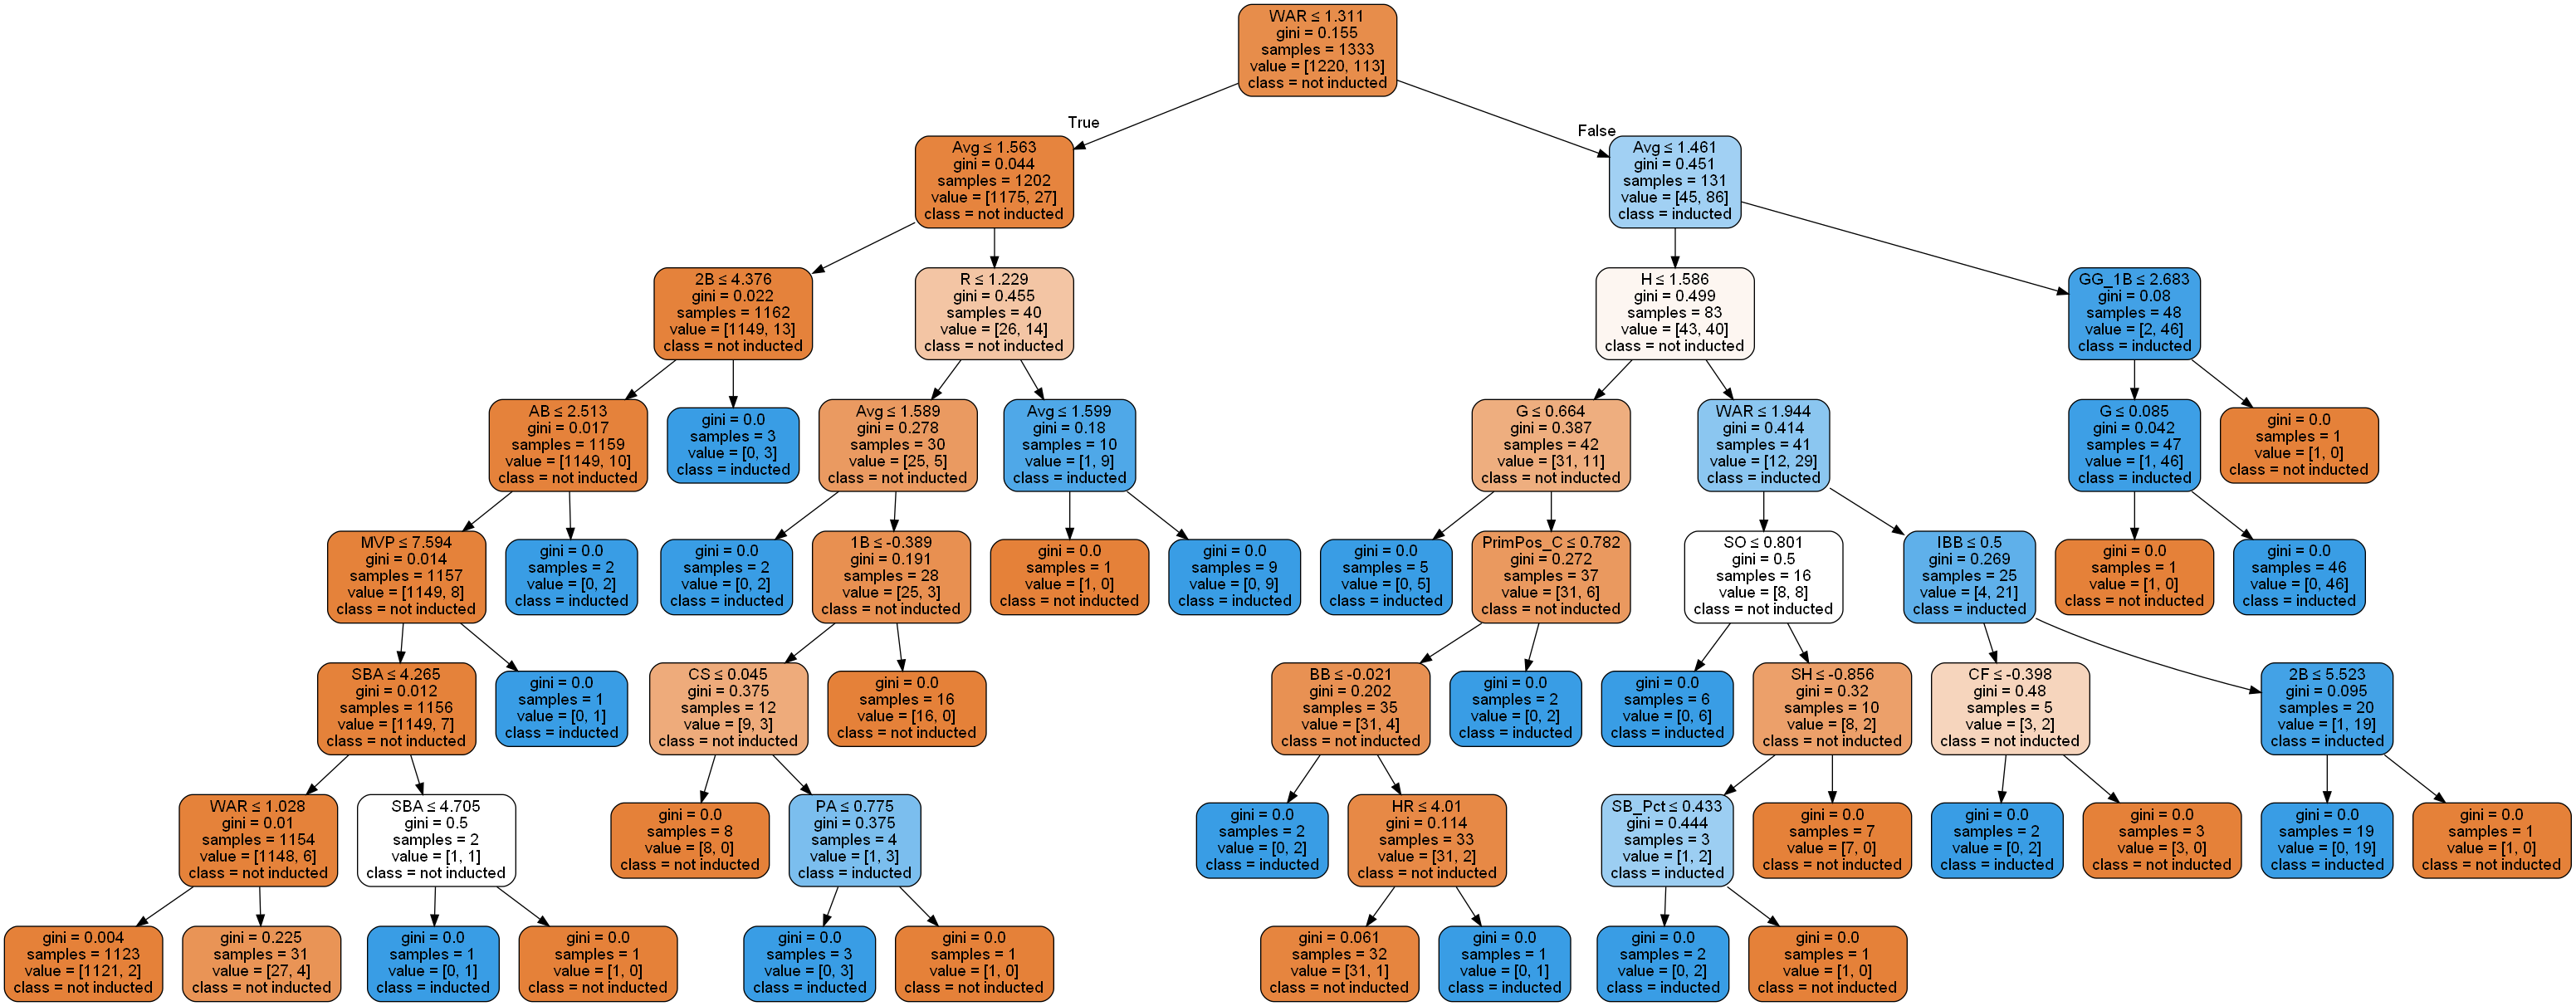 WAR ≤ 1.311
gini = 0.155
samples = 1333
value = [1220, 113]
class = not inducted
True
False
Avg ≤ 1.563
gini = 0.044
samples = 1202
value = [1175, 27]
class = not inducted
Avg ≤ 1.461
gini = 0.451
samples = 131
value = [45, 86]
class = inducted
2B ≤ 4.376
gini = 0.022
samples = 1162
value = [1149, 13]
class = not inducted
R ≤ 1.229
gini = 0.455
samples = 40
value = [26, 14]
class = not inducted
H ≤ 1.586
gini = 0.499
samples = 83
value = [43, 40]
class = not inducted
GG_1B ≤ 2.683
gini = 0.08
samples = 48
value = [2, 46]
class = inducted
AB ≤ 2.513
gini = 0.017
samples = 1159
value = [1149, 10]
class = not inducted
gini = 0.0
samples = 3
value = [0, 3]
class = inducted
Avg ≤ 1.589
gini = 0.278
samples = 30
value = [25, 5]
class = not inducted
Avg ≤ 1.599
gini = 0.18
samples = 10
value = [1, 9]
class = inducted
G ≤ 0.664
gini = 0.387
samples = 42
value = [31, 11]
class = not inducted
WAR ≤ 1.944
gini = 0.414
samples = 41
value = [12, 29]
class = inducted
G ≤ 0.085
gini = 0.042
samples = 47
value = [1, 46]
class = inducted
gini = 0.0
samples = 1
value = [1, 0]
class = not inducted
MVP ≤ 7.594
gini = 0.014
samples = 1157
value = [1149, 8]
class = not inducted
gini = 0.0
samples = 2
value = [0, 2]
class = inducted
gini = 0.0
samples = 2
value = [0, 2]
class = inducted
1B ≤ -0.389
gini = 0.191
samples = 28
value = [25, 3]
class = not inducted
gini = 0.0
samples = 1
value = [1, 0]
class = not inducted
gini = 0.0
samples = 9
value = [0, 9]
class = inducted
gini = 0.0
samples = 5
value = [0, 5]
class = inducted
PrimPos_C ≤ 0.782
gini = 0.272
samples = 37
value = [31, 6]
class = not inducted
SO ≤ 0.801
gini = 0.5
samples = 16
value = [8, 8]
class = not inducted
IBB ≤ 0.5
gini = 0.269
samples = 25
value = [4, 21]
class = inducted
gini = 0.0
samples = 1
value = [1, 0]
class = not inducted
gini = 0.0
samples = 46
value = [0, 46]
class = inducted
SBA ≤ 4.265
gini = 0.012
samples = 1156
value = [1149, 7]
class = not inducted
gini = 0.0
samples = 1
value = [0, 1]
class = inducted
CS ≤ 0.045
gini = 0.375
samples = 12
value = [9, 3]
class = not inducted
gini = 0.0
samples = 16
value = [16, 0]
class = not inducted
BB ≤ -0.021
gini = 0.202
samples = 35
value = [31, 4]
class = not inducted
gini = 0.0
samples = 2
value = [0, 2]
class = inducted
gini = 0.0
samples = 6
value = [0, 6]
class = inducted
SH ≤ -0.856
gini = 0.32
samples = 10
value = [8, 2]
class = not inducted
CF ≤ -0.398
gini = 0.48
samples = 5
value = [3, 2]
class = not inducted
2B ≤ 5.523
gini = 0.095
samples = 20
value = [1, 19]
class = inducted
WAR ≤ 1.028
gini = 0.01
samples = 1154
value = [1148, 6]
class = not inducted
SBA ≤ 4.705
gini = 0.5
samples = 2
value = [1, 1]
class = not inducted
gini = 0.0
samples = 8
value = [8, 0]
class = not inducted
PA ≤ 0.775
gini = 0.375
samples = 4
value = [1, 3]
class = inducted
gini = 0.0
samples = 2
value = [0, 2]
class = inducted
HR ≤ 4.01
gini = 0.114
samples = 33
value = [31, 2]
class = not inducted
SB_Pct ≤ 0.433
gini = 0.444
samples = 3
value = [1, 2]
class = inducted
gini = 0.0
samples = 7
value = [7, 0]
class = not inducted
gini = 0.0
samples = 2
value = [0, 2]
class = inducted
gini = 0.0
samples = 3
value = [3, 0]
class = not inducted
gini = 0.0
samples = 19
value = [0, 19]
class = inducted
gini = 0.0
samples = 1
value = [1, 0]
class = not inducted
gini = 0.004
samples = 1123
value = [1121, 2]
class = not inducted
gini = 0.225
samples = 31
value = [27, 4]
class = not inducted
gini = 0.0
samples = 1
value = [0, 1]
class = inducted
gini = 0.0
samples = 1
value = [1, 0]
class = not inducted
gini = 0.0
samples = 3
value = [0, 3]
class = inducted
gini = 0.0
samples = 1
value = [1, 0]
class = not inducted
gini = 0.061
samples = 32
value = [31, 1]
class = not inducted
gini = 0.0
samples = 1
value = [0, 1]
class = inducted
gini = 0.0
samples = 2
value = [0, 2]
class = inducted
gini = 0.0
samples = 1
value = [1, 0]
class = not inducted